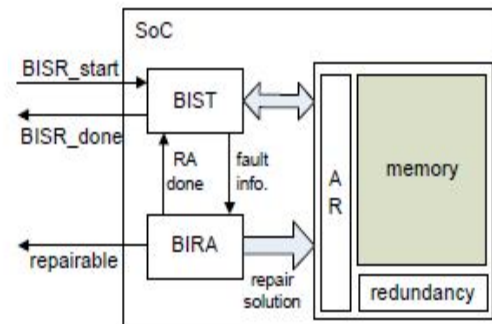 SoC
BISR_start
BIST
BISR_done
RA
done
fault
info.
A
R
memory
BIRA
repairable
repair
solution
redundancy